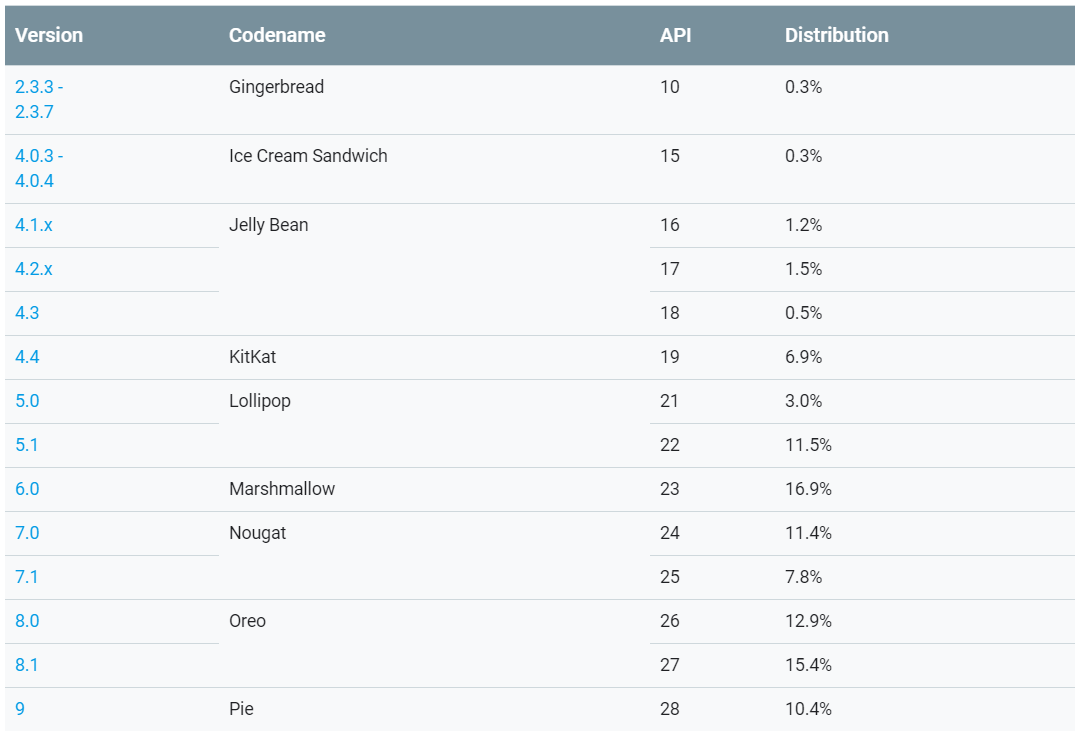 Version Codename API Distribution
2.3.3 - Gingerbread 10 0.3%
2.3.7
4.0.3 - Ice Cream Sandwich 15 0.3%
4.0.4
4.1.x Jelly Bean 16 1.2%
4.2.x 17 1.5%
4.3 18 0.5%
4.4 KitKat 19 6.9%
5.0 Lollipop 21 3.0%
5.1 22 11.5%
6.0 Marshmallow 23 16.9%
7.0 Nougat 24 11.4%
7.1 25 7.8%
8.0 Oreo 26 12.9%
8.1 27 15.4%
9 Pie 28 10.4%